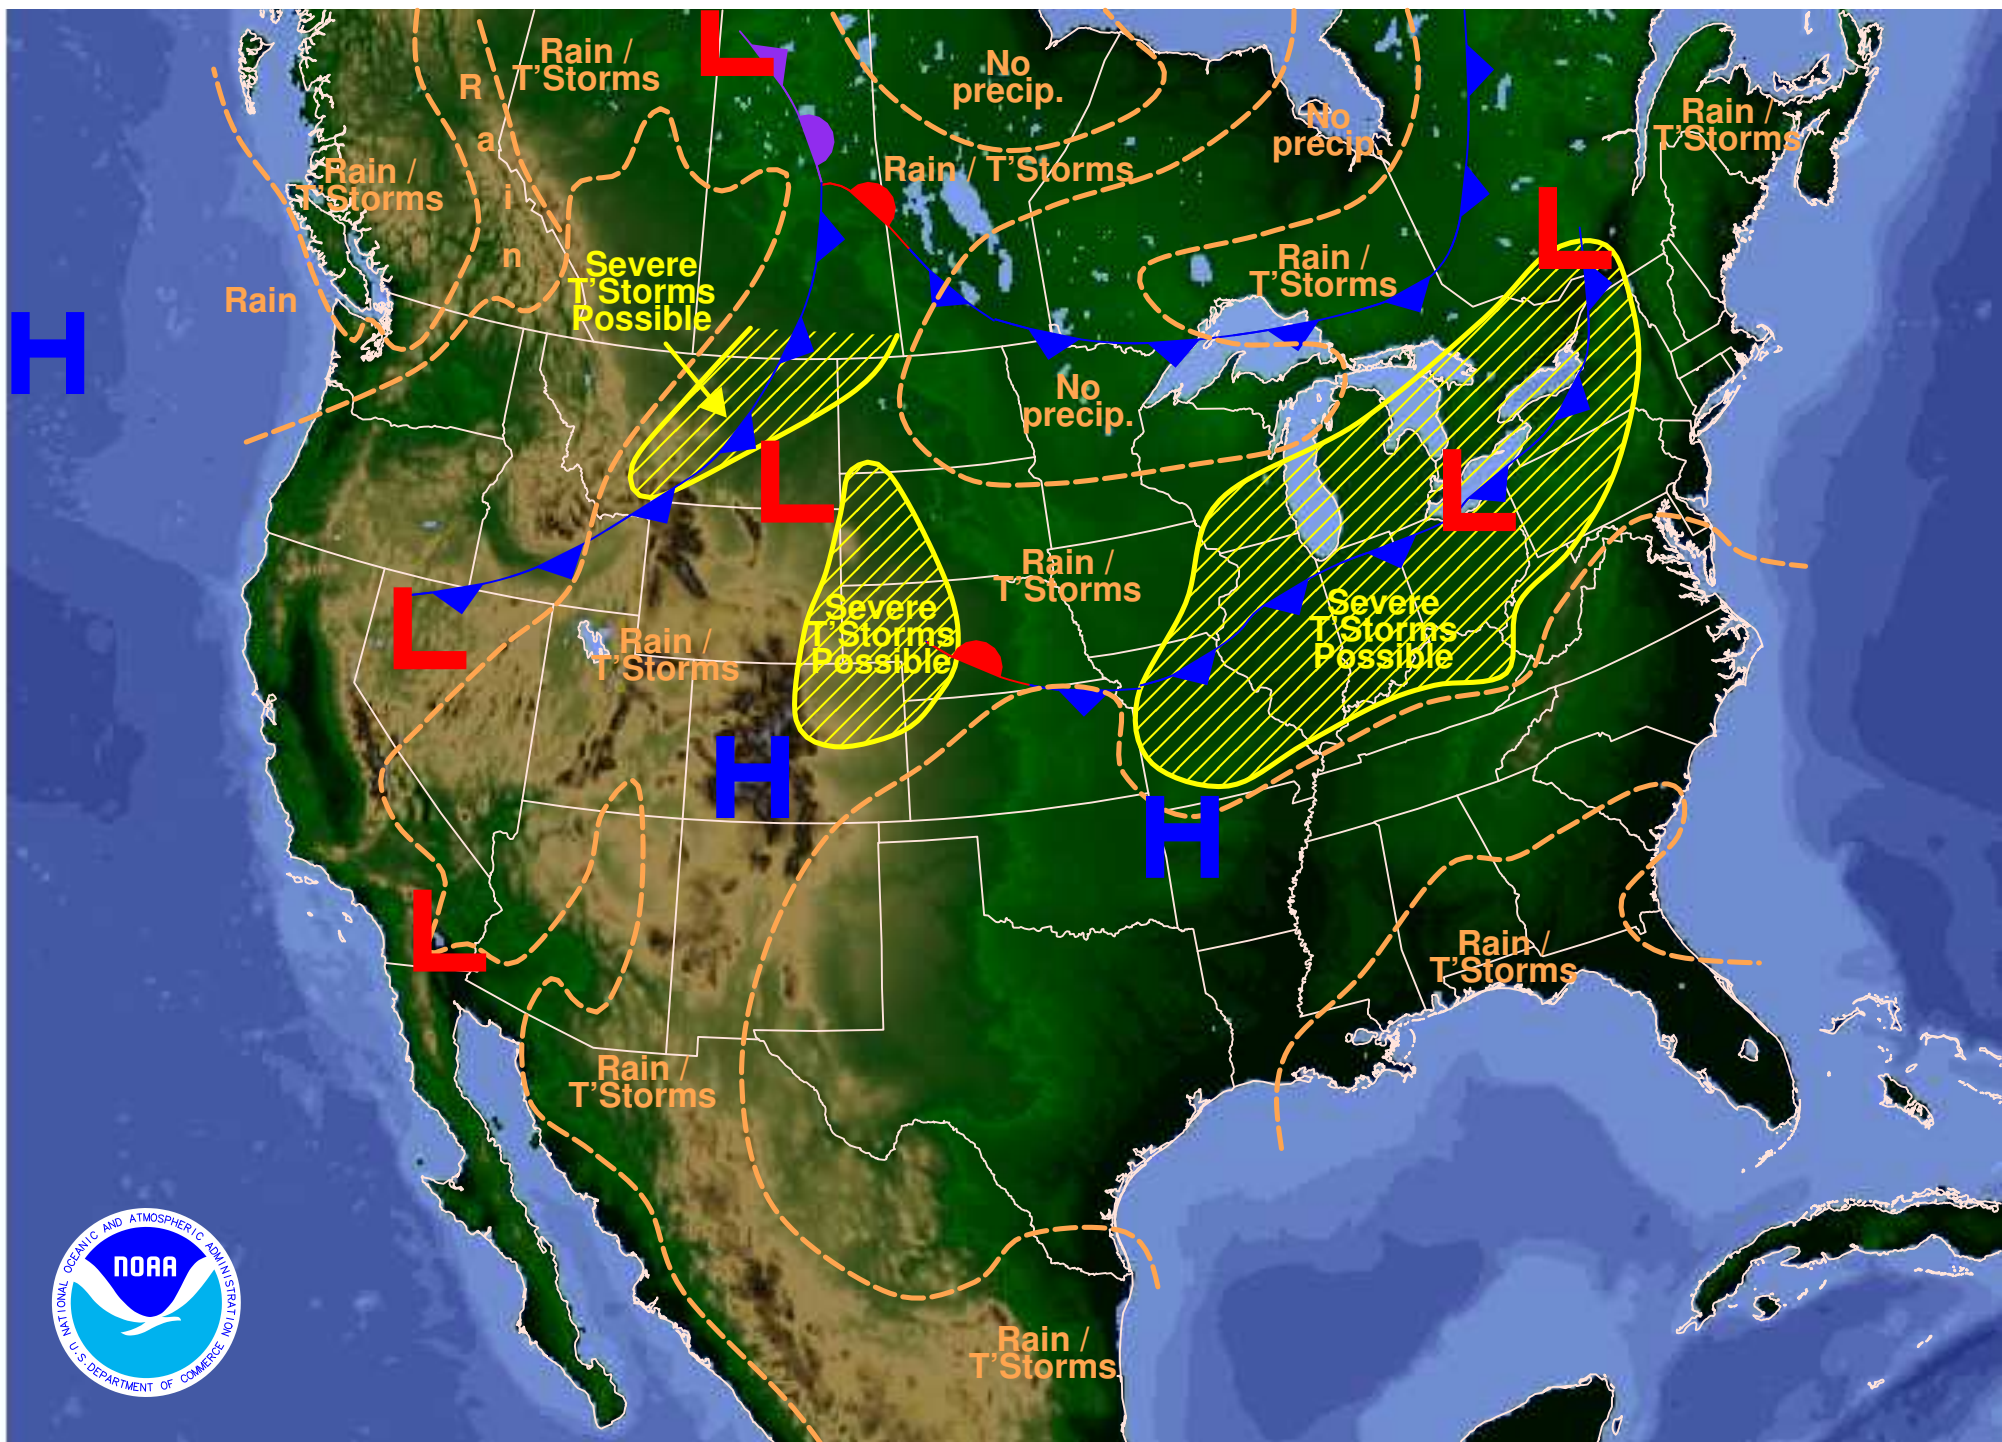 L
Rain /
T'Storms
R
a
i
n
No
precip.
No
precip.
Rain /
T'Storms
Rain /
T'Storms
Rain / T'Storms
L
Severe
T'Storms
Possible
Rain /
T'Storms
Rain
H
No
precip.
L
L
Rain /
T'Storms
L
Severe
T'Storms
Possible
Severe
T'Storms
Possible
Rain /
T'Storms
H
H
L
Rain /
T'Storms
Rain /
T'Storms
Rain /
T'Storms
NATIONAL OCEANIC AND ATMOSPHERIC ADMINISTRATION
NOAA
U.S. DEPARTMENT OF COMMERCE